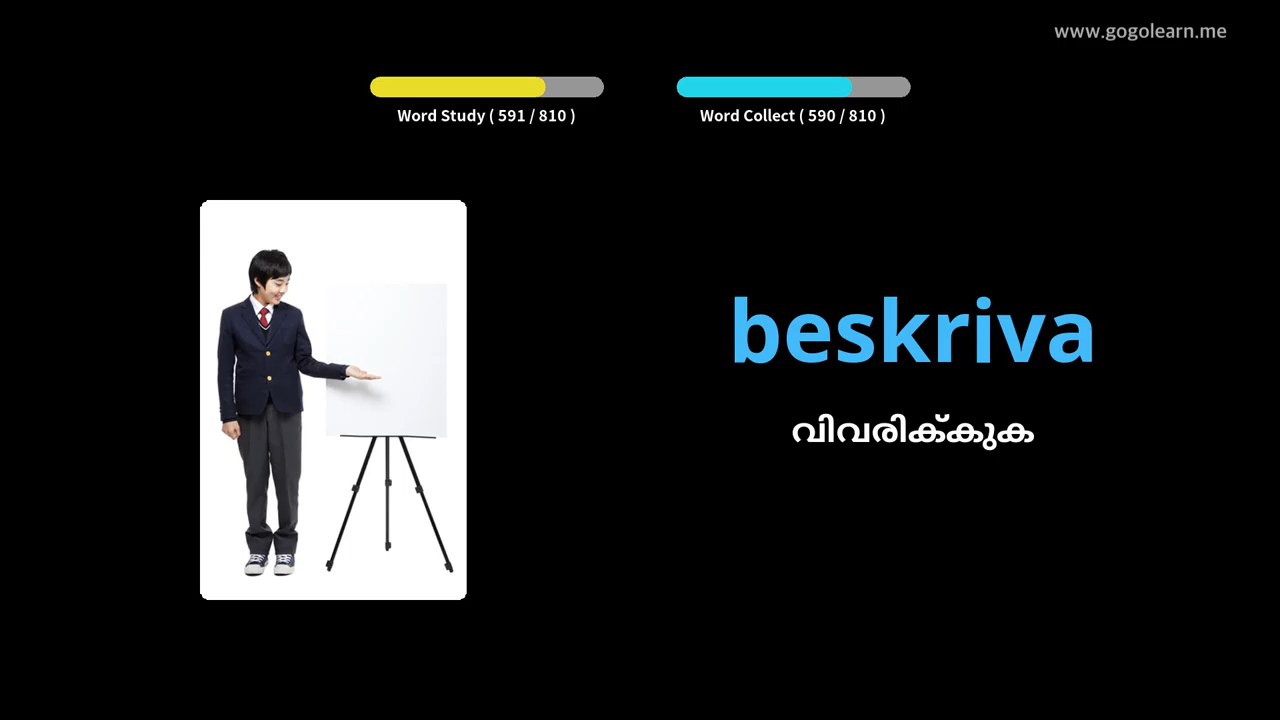 www.gogolearn.me
Word Study ( 591 / 810 )
Word Collect ( 590 / 810 )
beskriva
വിവരിക്കുക